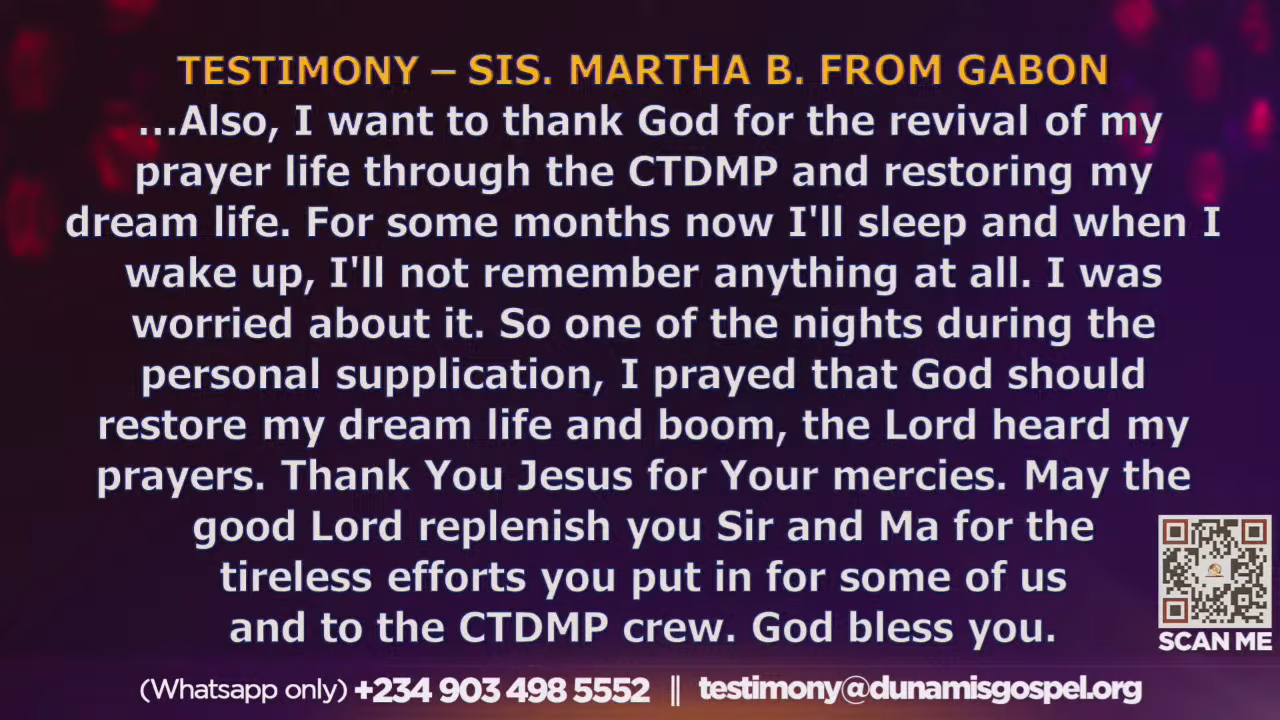 TESTIMONY – SIS. MARTHA B. FROM GABON
...Also, I want to thank God for the revival of my
prayer life through the CTDMP and restoring my
dream life. For some months now I'll sleep and when I
wake up, I'll not remember anything at all. I was
worried about it. So one of the nights during the
personal supplication, I prayed that God should
restore my dream life and boom, the Lord heard my
prayers. Thank You Jesus for Your mercies. May the
good Lord replenish you Sir and Ma for the
tireless efforts you put in for some of us
and to the CTDMP crew. God bless you.
SCAN ME
(Whatsapp only) +234 903 498 5552 || testimony@dunamisgospel.org